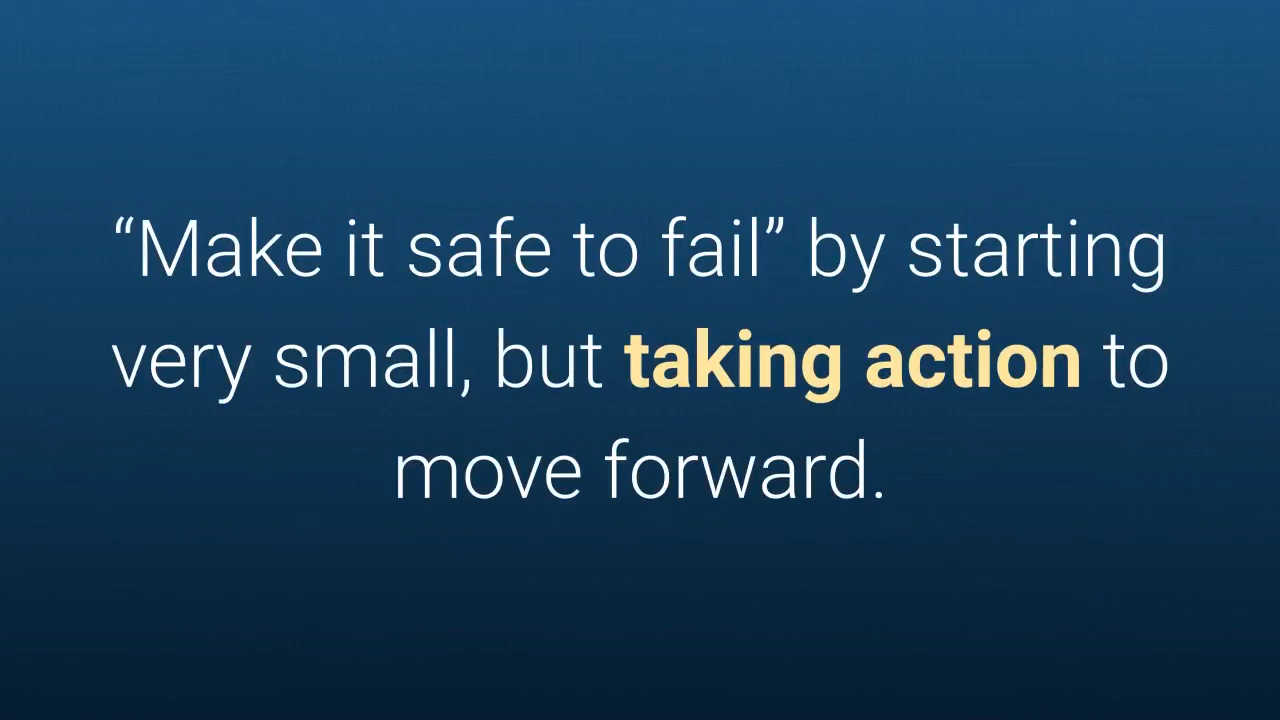 “Make it safe to fail” by starting
very small, but taking action to
move forward.